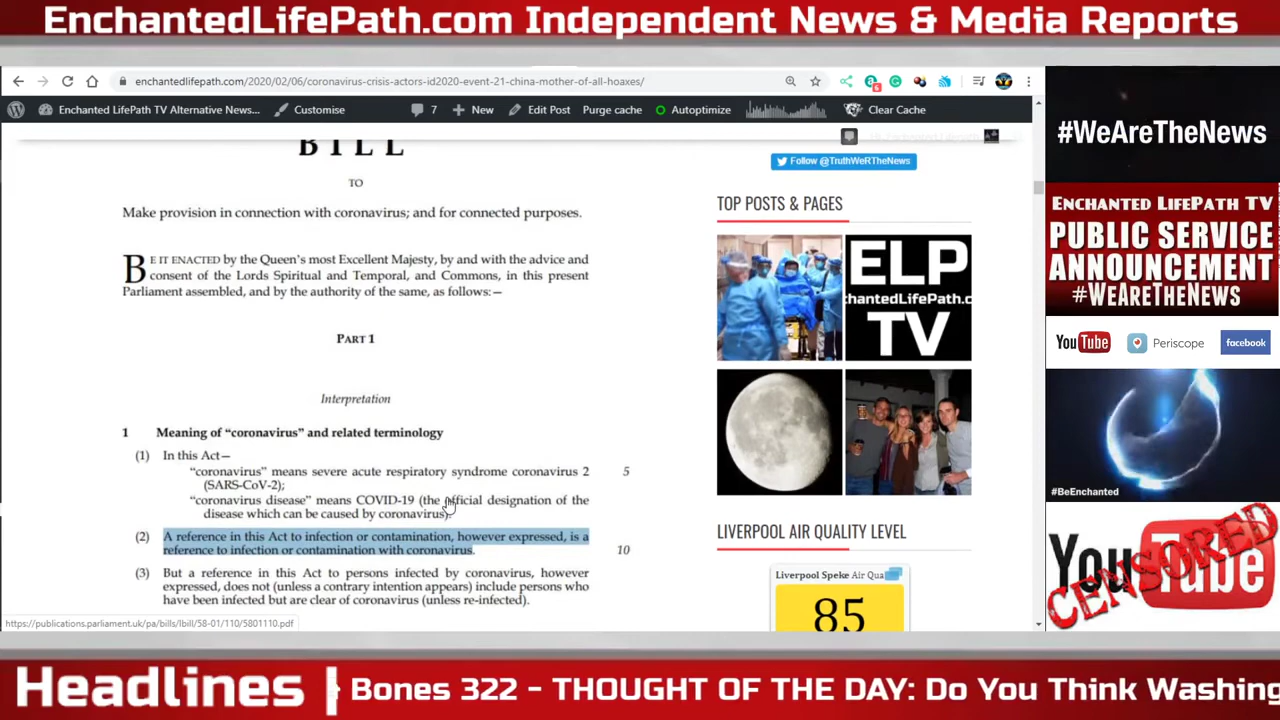 EnchantedLifePath.com Independent News & Media Reports
enchantedlifepath.com/2020/02/06/coronavirus-crisis-actors-id2020-event-21-china-mother-of-all-hoaxes/
Enchanted LifePath TV Alternative News... Customise 7 New Edit Post Purge cache Autoptimize Clear Cache
BILL
TO
Make provision in connection with coronavirus; and for connected purposes.
BE IT ENACTED by the Queen's most Excellent Majesty, by and with the advice and
consent of the Lords Spiritual and Temporal, and Commons, in this present
Parliament assembled, and by the authority of the same, as follows:—
PART 1
Interpretation
1 Meaning of "coronavirus" and related terminology
(1) In this Act—
"coronavirus" means severe acute respiratory syndrome coronavirus 2 5
(SARS-CoV-2);
"coronavirus disease" means COVID-19 (the official designation of the
disease which can be caused by coronavirus).
(2) A reference in this Act to infection or contamination, however expressed, is a
reference to infection or contamination with coronavirus. 10
(3) But a reference in this Act to persons infected by coronavirus, however
expressed, does not (unless a contrary intention appears) include persons who
have been infected but are clear of coronavirus (unless re-infected).
https://publications.parliament.uk/pa/bills/lbill/58-01/110/5801110.pdf
Follow @TruthWeRTheNews
TOP POSTS & PAGES
ELP
chantedLifePath.c
TV
LIVERPOOL AIR QUALITY LEVEL
Liverpool Speke Air Qua
85
#WeAreTheNews
ENCHANTED LIFEPATH TV
PUBLIC SERVICE
ANNOUNCEMENT
#WEARETHENEWS
YouTube Periscope facebook
#BeEnchanted
YouTube
CENSORED
Headlines Bones 322 - THOUGHT OF THE DAY: Do You Think Washing